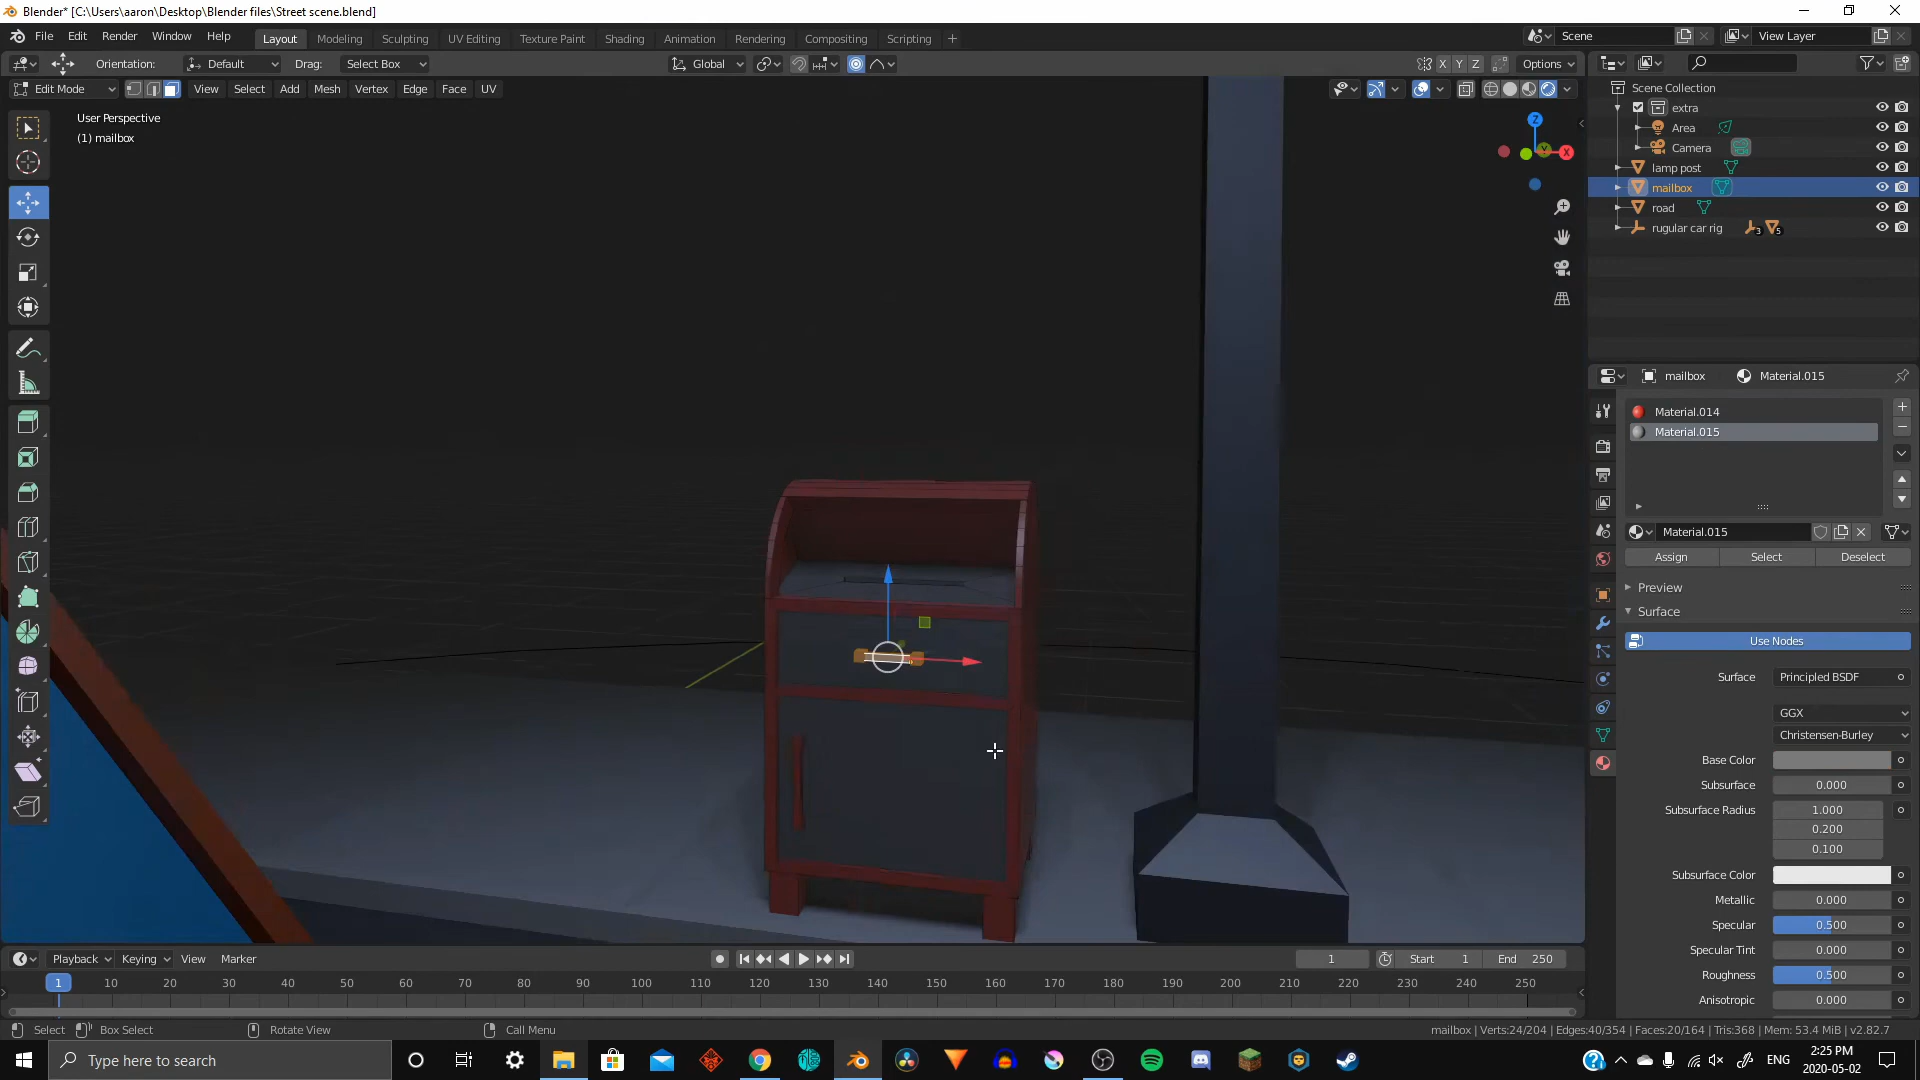 Blender* [C:\Users\aaron\Desktop\Blender files\Street scene.blend]
File Edit Render Window Help Layout Modeling Sculpting UV Editing Texture Paint Shading Animation Rendering Compositing Scripting Scene View Layer
Orientation: Default Drag: Select Box Global X Y Z Options
Edit Mode View Select Add Mesh Vertex Edge Face UV
User Perspective
(1) mailbox
Z
X
Y
Scene Collection
extra
Area
Camera
lamp post
mailbox
road
rugular car rig 3 5
mailbox Material.015
Material.014
Material.015
Material.015
Assign Select Deselect
Preview
Surface
Use Nodes
Surface Principled BSDF
GGX
Christensen-Burley
Base Color
Subsurface 0.000
Subsurface Radius 1.000
0.200
0.100
Subsurface Color
Metallic 0.000
Specular 0.500
Specular Tint 0.000
Roughness 0.500
Anisotropic 0.000
Playback Keying View Marker 1 Start 1 End 250
1 10 20 30 40 50 60 70 80 90 100 110 120 130 140 150 160 170 180 190 200 210 220 230 240 250
Select Box Select Rotate View Call Menu mailbox | Verts:24/204 | Edges:40/354 | Faces:20/164 | Tris:368 | Mem: 53.4 MiB | v2.82.7
Type here to search
ENG
2:25 PM
2020-05-02